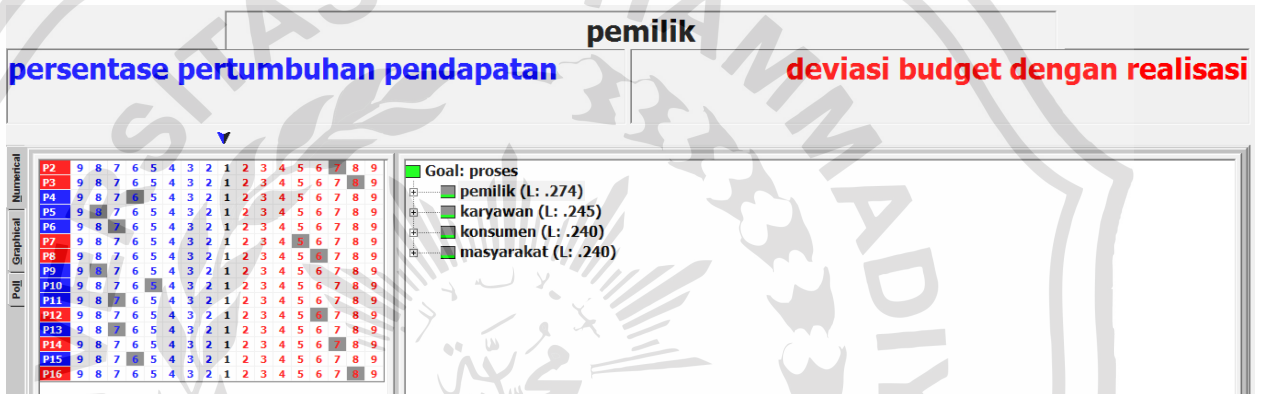 pemilik
persentase pertumbuhan pendapatan
deviasi budget dengan realisasi
Numerical
Graphical
Poll
P2 9 8 7 6 5 4 3 2 1 2 3 4 5 6 7 8 9
P3 9 8 7 6 5 4 3 2 1 2 3 4 5 6 7 8 9
P4 9 8 7 6 5 4 3 2 1 2 3 4 5 6 7 8 9
P5 9 8 7 6 5 4 3 2 1 2 3 4 5 6 7 8 9
P6 9 8 7 6 5 4 3 2 1 2 3 4 5 6 7 8 9
P7 9 8 7 6 5 4 3 2 1 2 3 4 5 6 7 8 9
P8 9 8 7 6 5 4 3 2 1 2 3 4 5 6 7 8 9
P9 9 8 7 6 5 4 3 2 1 2 3 4 5 6 7 8 9
P10 9 8 7 6 5 4 3 2 1 2 3 4 5 6 7 8 9
P11 9 8 7 6 5 4 3 2 1 2 3 4 5 6 7 8 9
P12 9 8 7 6 5 4 3 2 1 2 3 4 5 6 7 8 9
P13 9 8 7 6 5 4 3 2 1 2 3 4 5 6 7 8 9
P14 9 8 7 6 5 4 3 2 1 2 3 4 5 6 7 8 9
P15 9 8 7 6 5 4 3 2 1 2 3 4 5 6 7 8 9
P16 9 8 7 6 5 4 3 2 1 2 3 4 5 6 7 8 9
Goal: proses
pemilik (L: .274)
karyawan (L: .245)
konsumen (L: .240)
masyarakat (L: .240)